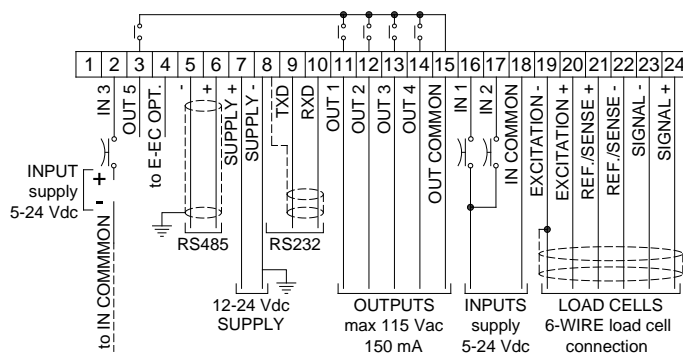 1 2 3 4 5 6 7 8 9 10 11 12 13 14 15 16 17 18 19 20 21 22 23 24
IN 3
OUT 5
to E-EC OPT.
-
+
SUPPLY +
SUPPLY -
TXD
RXD
OUT 1
OUT 2
OUT 3
OUT 4
OUT COMMON
IN 1
IN 2
IN COMMON
EXCITATION -
EXCITATION +
REF./SENSE +
REF./SENSE -
SIGNAL -
SIGNAL +
INPUT
supply
5-24 Vdc
+
-
to IN COMMON
RS485
RS232
12-24 Vdc
SUPPLY
OUTPUTS
max 115 Vac
150 mA
INPUTS
supply
5-24 Vdc
LOAD CELLS
6-WIRE load cell
connection